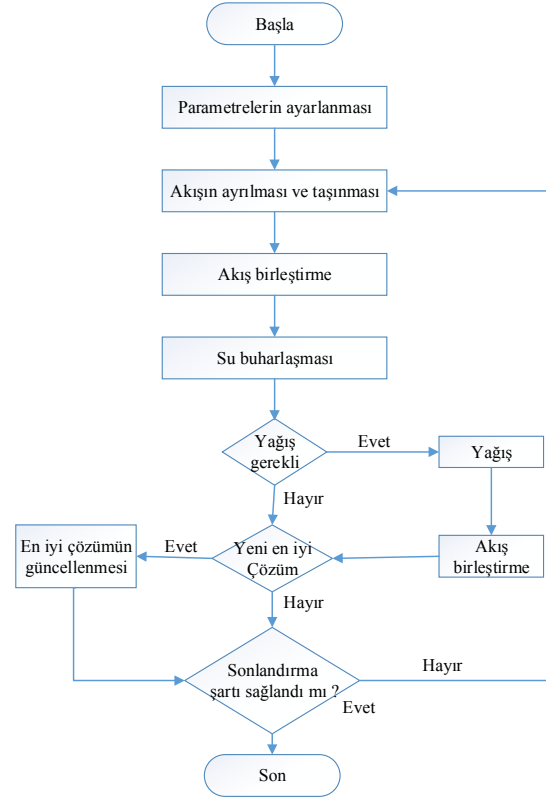 Başla
Parametrelerin ayarlanması
Akışın ayrılması ve taşınması
Akış birleştirme
Su buharlaşması
Yağış
gerekli
Evet
Yağış
Hayır
En iyi çözümün
güncellenmesi
Evet
Yeni en iyi
Çözüm
Akış
birleştirme
Hayır
Sonlandırma
şartı sağlandı mı ?
Hayır
Evet
Son